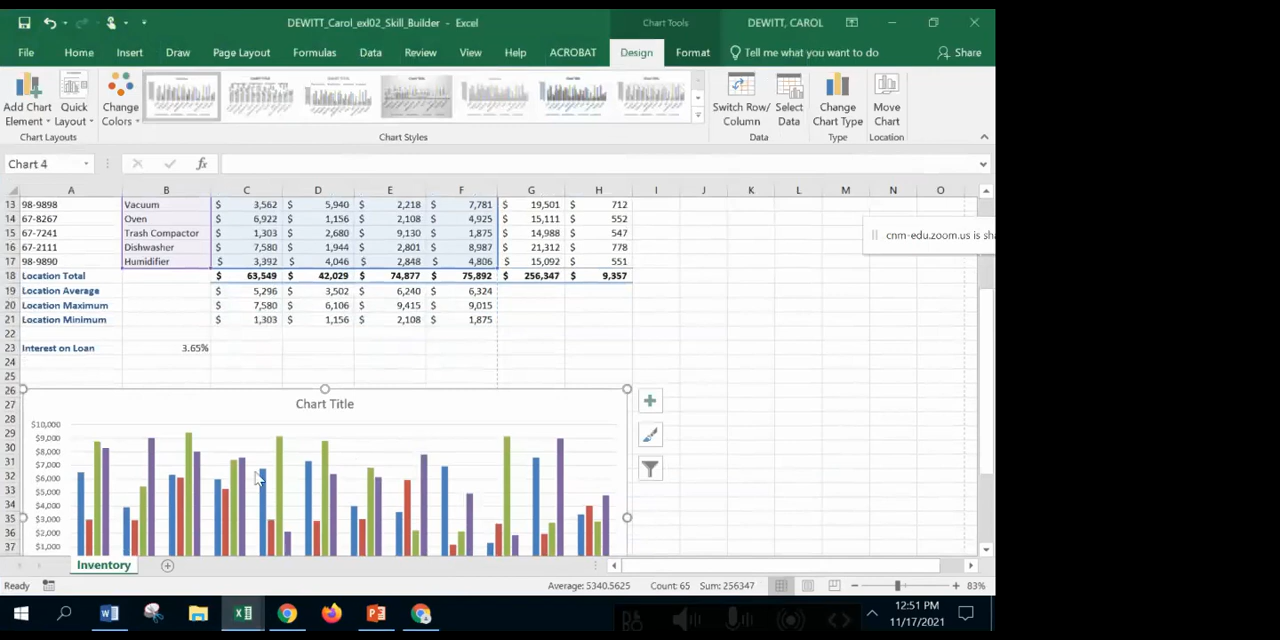 DEWITT_Carol_exl02_Skill_Builder - Excel
Chart Tools
DEWITT, CAROL
File Home Insert Draw Page Layout Formulas Data Review View Help ACROBAT Design Format Tell me what you want to do Share
Add Chart Element Quick Layout Change Colors Switch Row/ Column Select Data Change Chart Type Move Chart
Chart Layouts Chart Styles Data Type Location
Chart 4 fx
A B C D E F G H I J K L M N O
13 98-9898 Vacuum $ 3,562 $ 5,940 $ 2,218 $ 7,781 $ 19,501 $ 712
14 67-8267 Oven $ 6,922 $ 1,156 $ 2,108 $ 4,925 $ 15,111 $ 552
15 67-7241 Trash Compactor $ 1,303 $ 2,680 $ 9,130 $ 1,875 $ 14,988 $ 547
16 67-2111 Dishwasher $ 7,580 $ 1,944 $ 2,801 $ 8,987 $ 21,312 $ 778
17 98-9890 Humidifier $ 3,392 $ 4,046 $ 2,848 $ 4,806 $ 15,092 $ 551
18 Location Total $ 63,549 $ 42,029 $ 74,877 $ 75,892 $ 256,347 $ 9,357
19 Location Average $ 5,296 $ 3,502 $ 6,240 $ 6,324
20 Location Maximum $ 7,580 $ 6,106 $ 9,415 $ 9,015
21 Location Minimum $ 1,303 $ 1,156 $ 2,108 $ 1,875
22
23 Interest on Loan 3.65%
24
25
26
27
28
29
30
31
32
33
34
35
36
37
cnm-edu.zoom.us is sha
Chart Title
$10,000
$9,000
$8,000
$7,000
$6,000
$5,000
$4,000
$3,000
$2,000
$1,000
Inventory
Ready Average: 5340.5625 Count: 65 Sum: 256347 83%
12:51 PM
11/17/2021